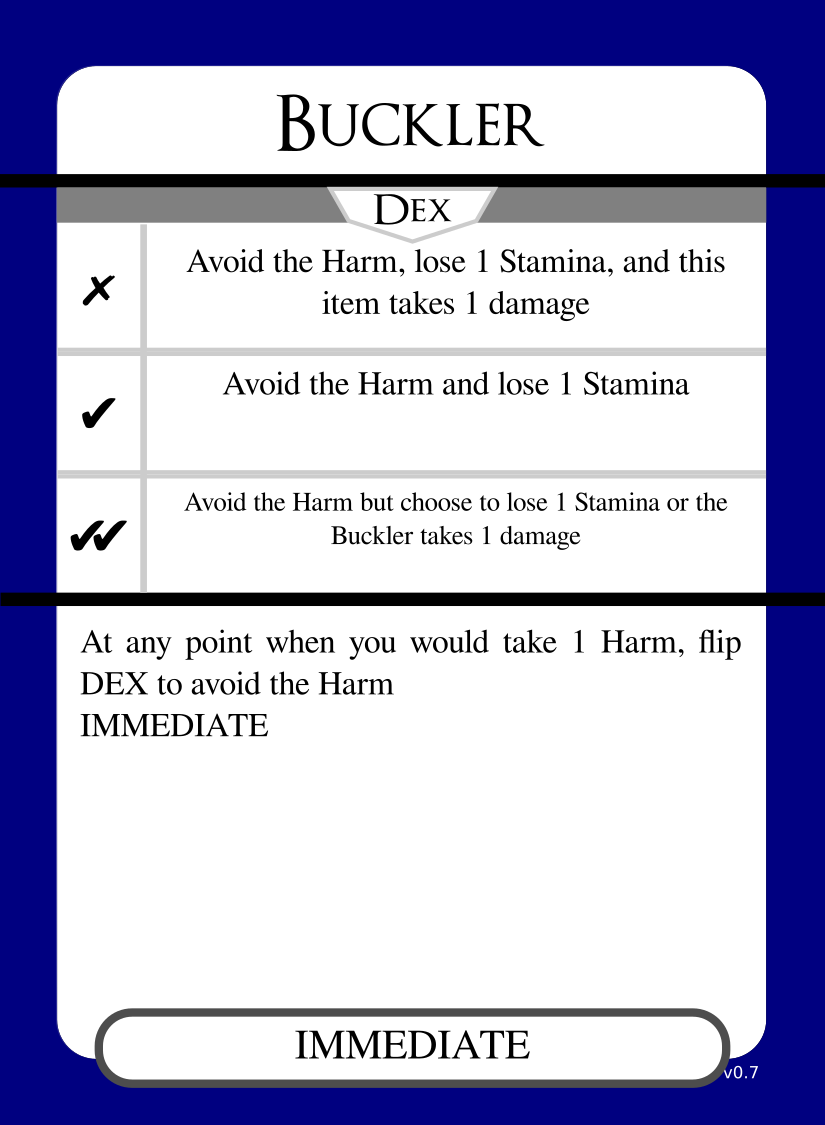 BUCKLER
DEX
✗
Avoid the Harm, lose 1 Stamina, and this
item takes 1 damage
✔
Avoid the Harm and lose 1 Stamina
✔✔
Avoid the Harm but choose to lose 1 Stamina or the
Buckler takes 1 damage
At any point when you would take 1 Harm, flip
DEX to avoid the Harm
IMMEDIATE
IMMEDIATE
v0.7